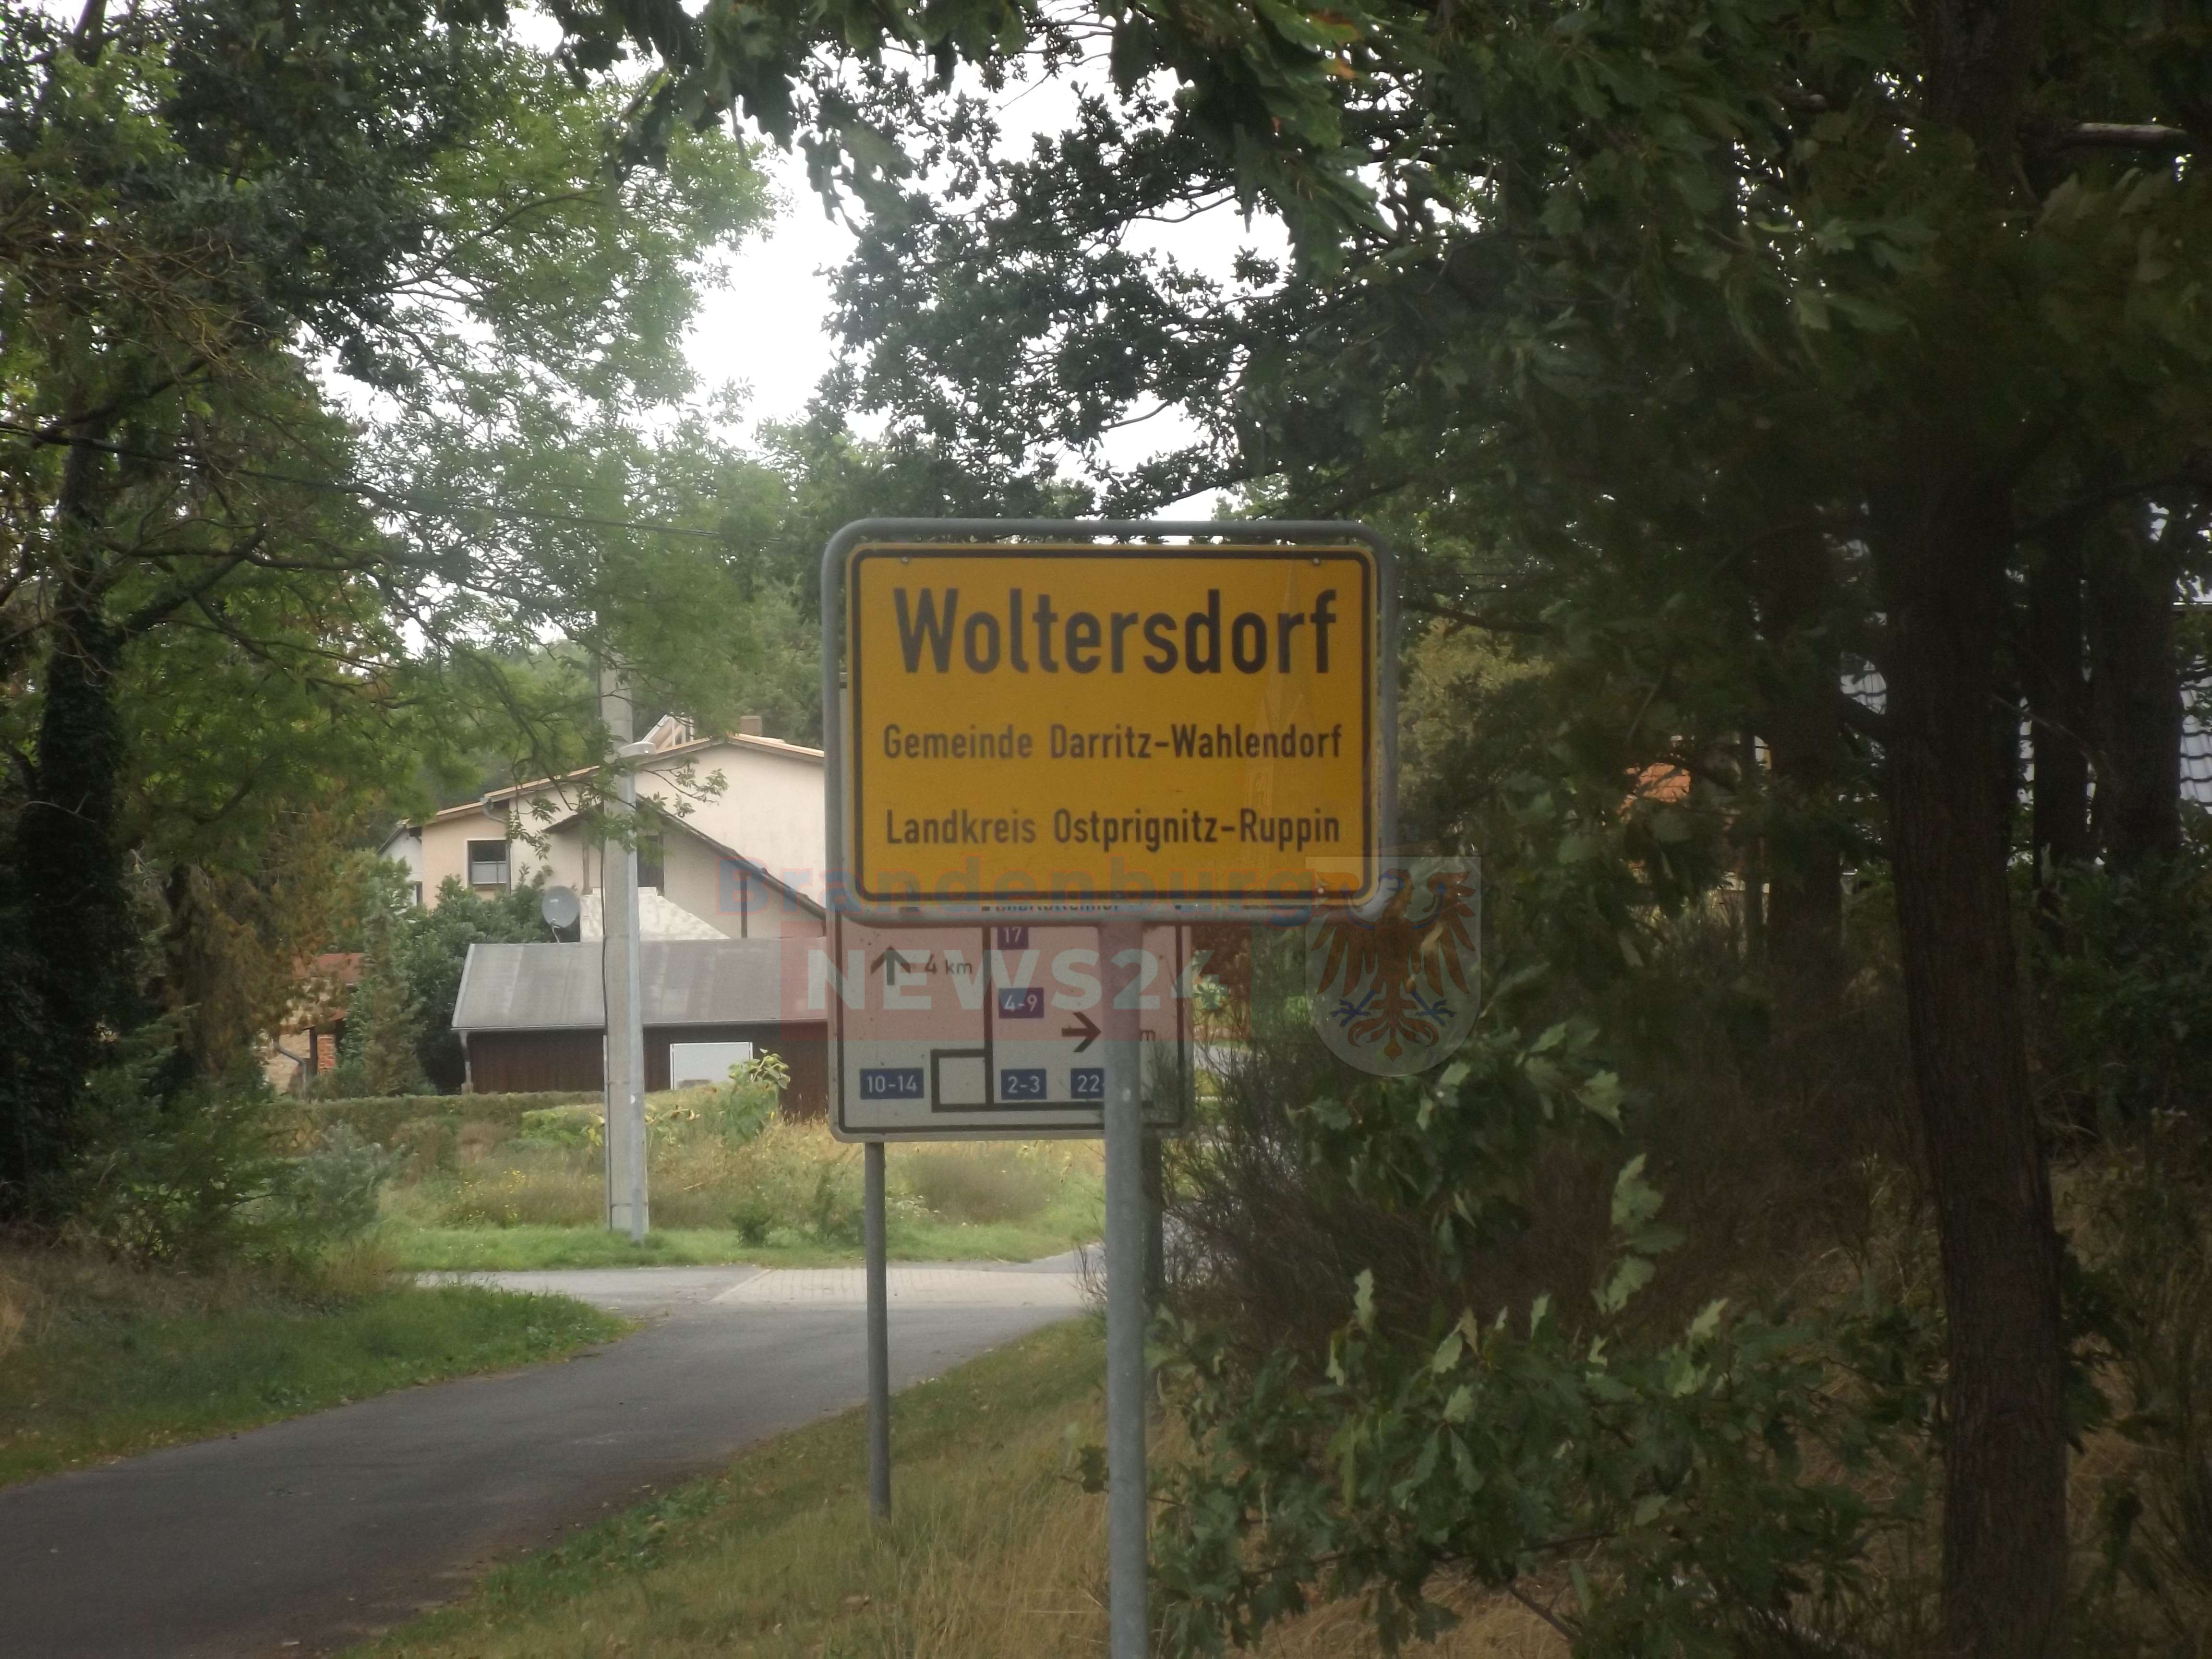 Woltersdorf
Gemeinde Darritz-Wahlendorf
Landkreis Ostprignitz-Ruppin
Brandenburg-
NEWS24
17
4 km
4-9
m
10-14
2-3
22